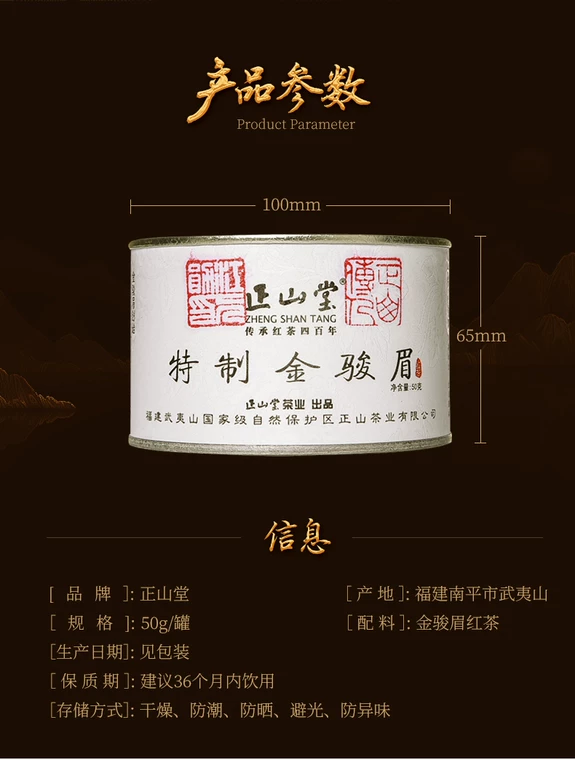 产品参数
Product Parameter
100mm
65mm
正山堂®
ZHENG SHAN TANG
传承红茶四百年
特制金骏眉
净含量:50克
正山堂茶业 出品
福建武夷山国家级自然保护区正山茶业有限公司
信息
[品牌]: 正山堂
[产地]: 福建南平市武夷山
[规格]: 50g/罐
[配料]: 金骏眉红茶
[生产日期]: 见包装
[保质期]: 建议36个月内饮用
[存储方式]: 干燥、防潮、防晒、避光、防异味